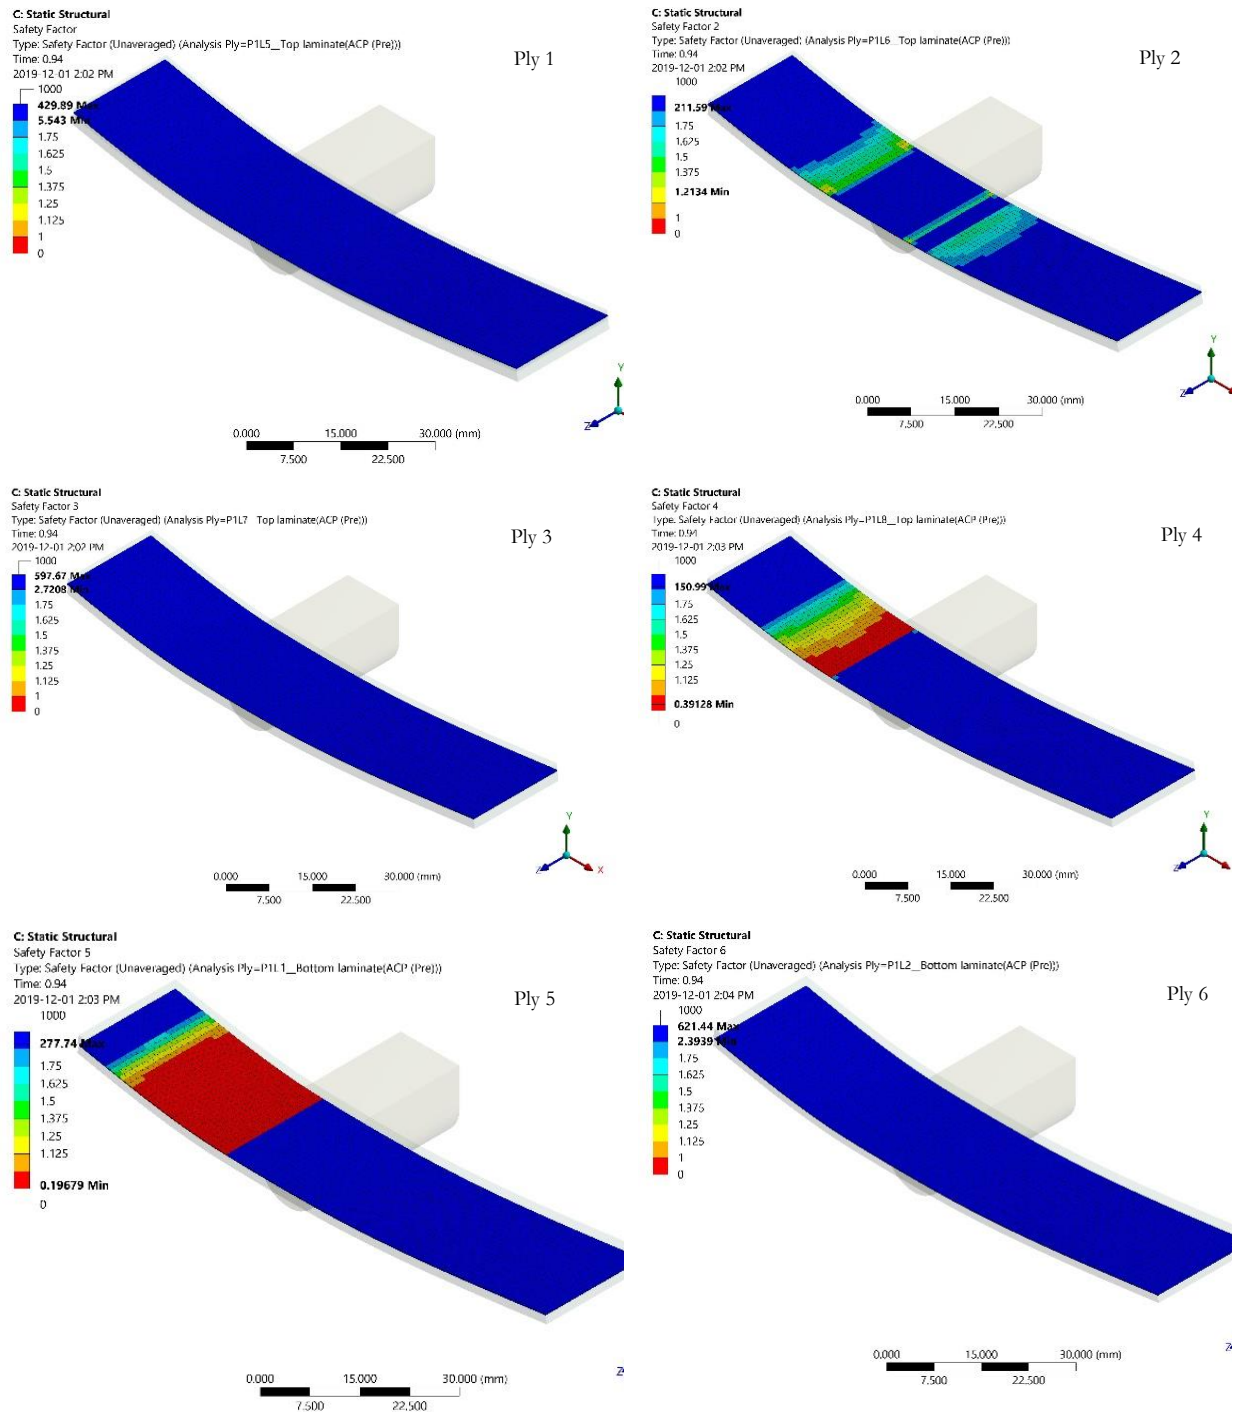 C: Static Structural
Safety Factor
Type: Safety Factor (Unaveraged) (Analysis Ply=P1L5__Top laminate(ACP (Pre)))
Time: 0.94
2019-12-01 2:02 PM
Ply 1
1000
429.89 Max
5.543 Min
1.75
1.625
1.5
1.375
1.25
1.125
1
0
Y
Z
0.000 15.000 30.000 (mm)
7.500 22.500
C: Static Structural
Safety Factor 2
Type: Safety Factor (Unaveraged) (Analysis Ply=P1L6__Top laminate(ACP (Pre)))
Time: 0.94
2019-12-01 2:02 PM
Ply 2
1000
211.59 Max
1.75
1.625
1.5
1.375
1.2134 Min
1
0
Y
Z
0.000 15.000 30.000 (mm)
7.500 22.500
C: Static Structural
Safety Factor 3
Type: Safety Factor (Unaveraged) (Analysis Ply=P1L7__Top laminate(ACP (Pre)))
Time: 0.94
2019-12-01 2:02 PM
Ply 3
1000
597.67 Max
2.7208 Min
1.75
1.625
1.5
1.375
1.25
1.125
1
0
Y
Z X
0.000 15.000 30.000 (mm)
7.500 22.500
C: Static Structural
Safety Factor 4
Type: Safety Factor (Unaveraged) (Analysis Ply=P1L8__Top laminate(ACP (Pre)))
Time: 0.94
2019-12-01 2:03 PM
Ply 4
1000
150.99 Max
1.75
1.625
1.5
1.375
1.25
1.125
0.39128 Min
0
Y
Z
0.000 15.000 30.000 (mm)
7.500 22.500
C: Static Structural
Safety Factor 5
Type: Safety Factor (Unaveraged) (Analysis Ply=P1L1__Bottom laminate(ACP (Pre)))
Time: 0.94
2019-12-01 2:03 PM
Ply 5
1000
277.74 Max
1.75
1.625
1.5
1.375
1.25
1.125
0.19679 Min
0
Z
0.000 15.000 30.000 (mm)
7.500 22.500
C: Static Structural
Safety Factor 6
Type: Safety Factor (Unaveraged) (Analysis Ply=P1L2__Bottom laminate(ACP (Pre)))
Time: 0.94
2019-12-01 2:04 PM
Ply 6
1000
621.44 Max
2.3939 Min
1.75
1.625
1.5
1.375
1.25
1.125
1
0
Z
0.000 15.000 30.000 (mm)
7.500 22.500